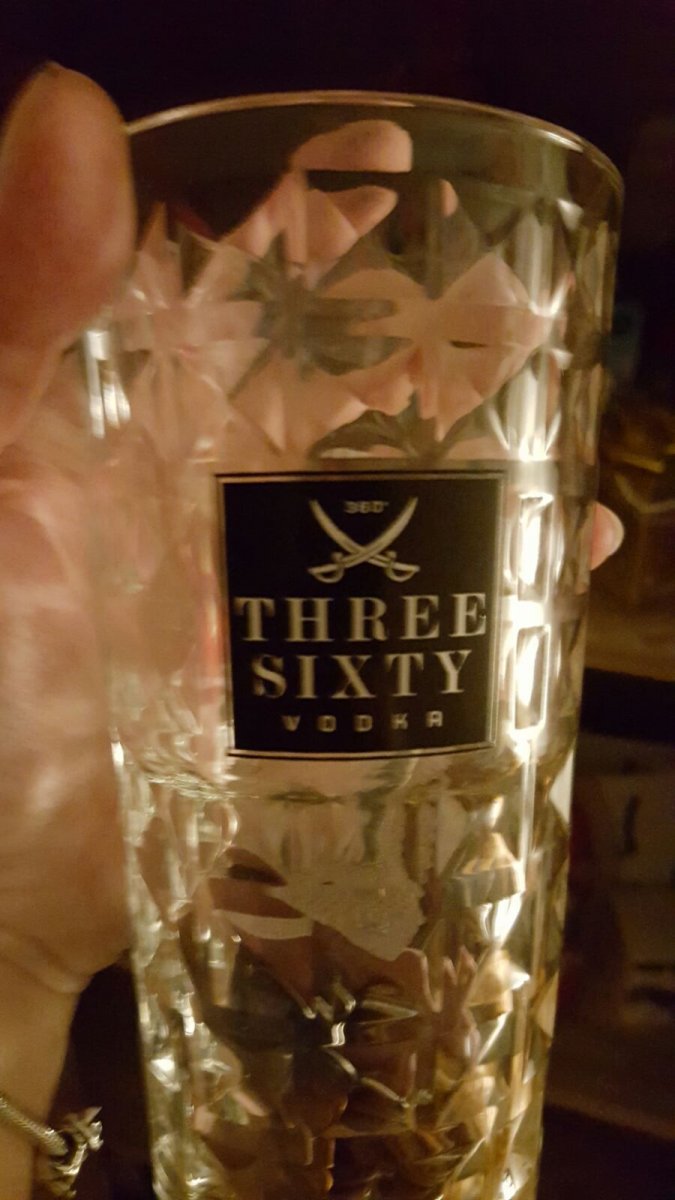 360°
THREE
SIXTY
VODKA